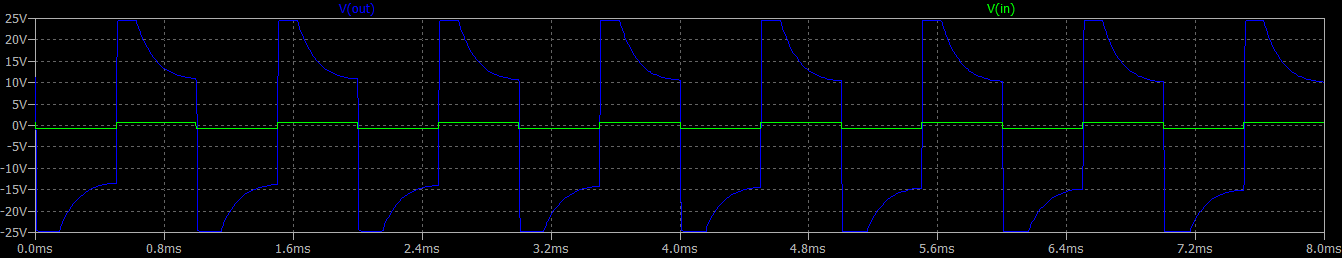 V(out) V(in)
25V
20V
15V
10V
5V
0V
-5V
-10V
-15V
-20V
-25V
0.0ms 0.8ms 1.6ms 2.4ms 3.2ms 4.0ms 4.8ms 5.6ms 6.4ms 7.2ms 8.0ms